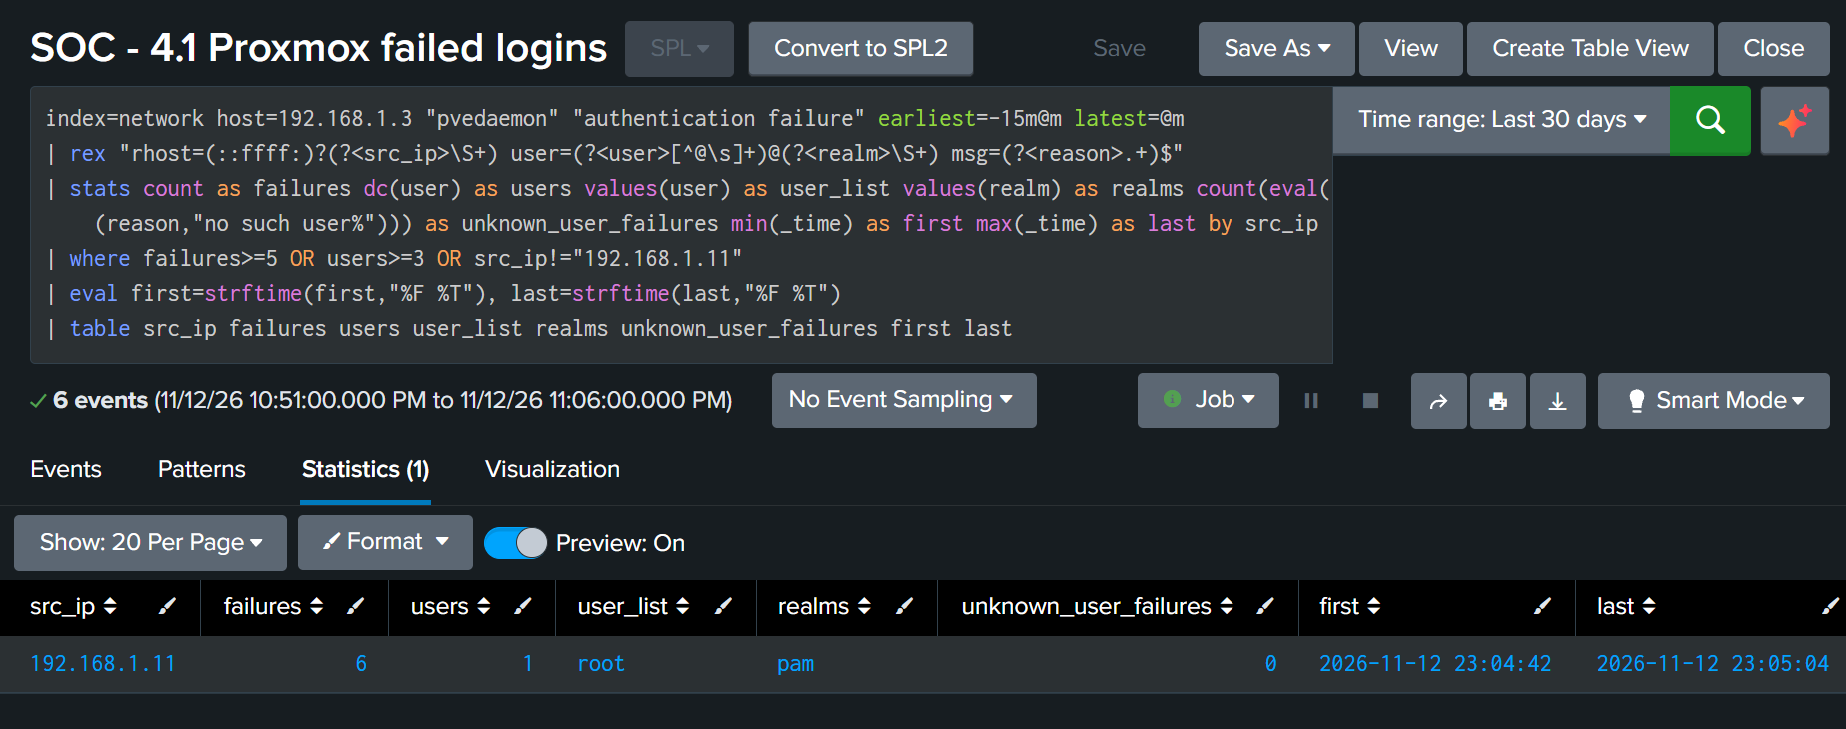 SOC - 4.1 Proxmox failed logins SPL Convert to SPL2 Save Save As View Create Table View Close
index=network host=192.168.1.3 "pvedaemon" "authentication failure" earliest=-15m@m latest=@m
Time range: Last 30 days
| rex "rhost=(::ffff:)?(?<src_ip>\S+) user=(?<user>[^@\s]+)@(?<realm>\S+) msg=(?<reason>.+)$"
| stats count as failures dc(user) as users values(user) as user_list values(realm) as realms count(eval(
(reason,"no such user%"))) as unknown_user_failures min(_time) as first max(_time) as last by src_ip
| where failures>=5 OR users>=3 OR src_ip!="192.168.1.11"
| eval first=strftime(first,"%F %T"), last=strftime(last,"%F %T")
| table src_ip failures users user_list realms unknown_user_failures first last
6 events (11/12/26 10:51:00.000 PM to 11/12/26 11:06:00.000 PM) No Event Sampling Job Smart Mode
Events Patterns Statistics (1) Visualization
Show: 20 Per Page Format Preview: On
src_ip failures users user_list realms unknown_user_failures first last
192.168.1.11 6 1 root pam 0 2026-11-12 23:04:42 2026-11-12 23:05:04